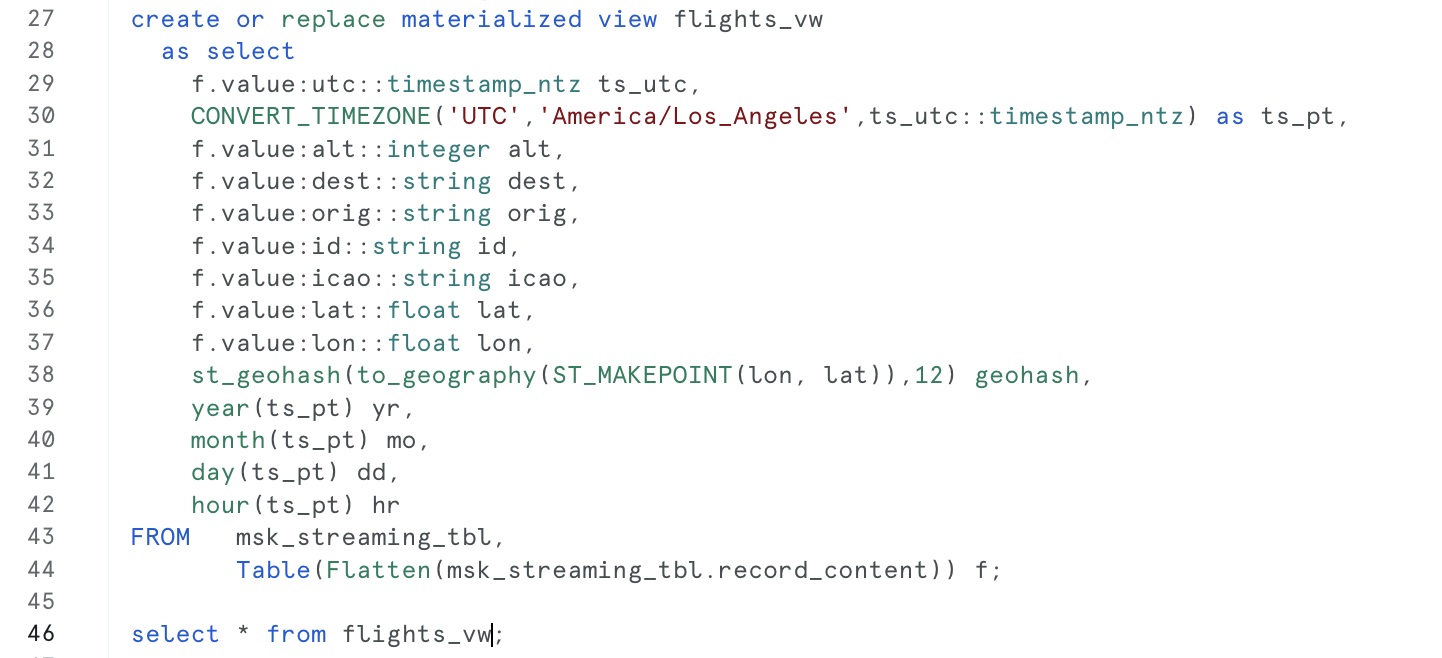 27 create or replace materialized view flights_vw
28 as select
29 f.value:utc::timestamp_ntz ts_utc,
30 CONVERT_TIMEZONE('UTC','America/Los_Angeles',ts_utc::timestamp_ntz) as ts_pt,
31 f.value:alt::integer alt,
32 f.value:dest::string dest,
33 f.value:orig::string orig,
34 f.value:id::string id,
35 f.value:icao::string icao,
36 f.value:lat::float lat,
37 f.value:lon::float lon,
38 st_geohash(to_geography(ST_MAKEPOINT(lon, lat)),12) geohash,
39 year(ts_pt) yr,
40 month(ts_pt) mo,
41 day(ts_pt) dd,
42 hour(ts_pt) hr
43 FROM   msk_streaming_tbl,
44 Table(Flatten(msk_streaming_tbl.record_content)) f;
45
46 select * from flights_vw;